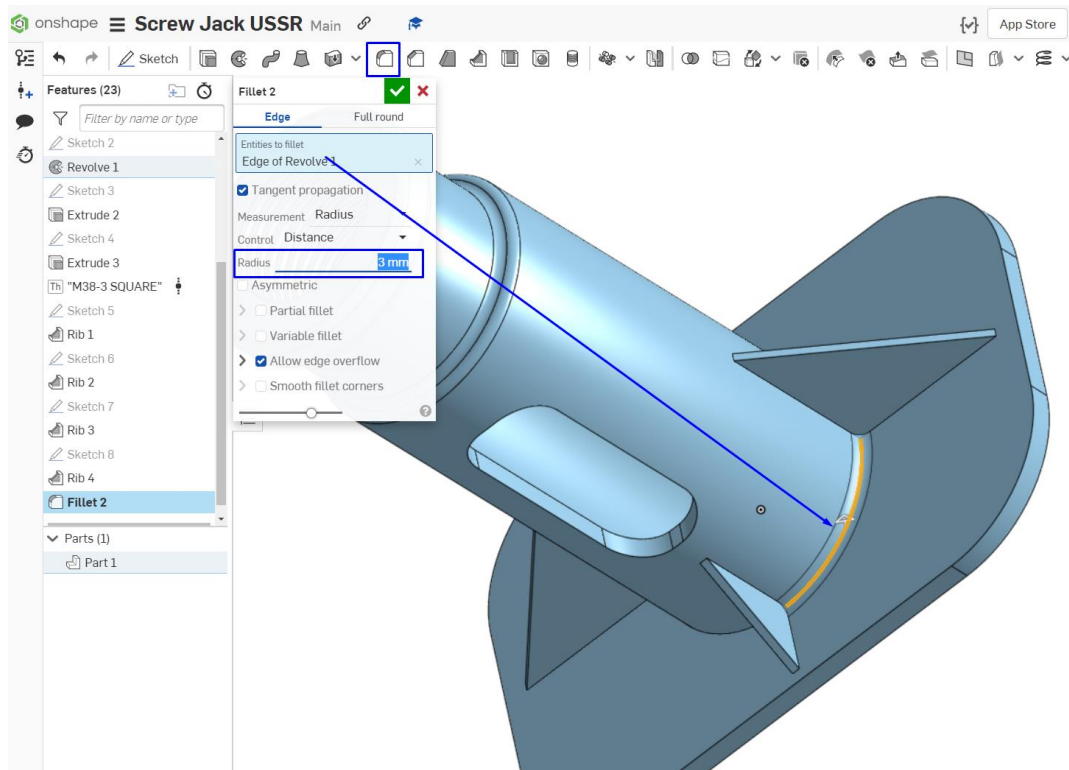 onshape Screw Jack USSR Main App Store
Sketch
Features (23)
Filter by name or type
Sketch 2
Revolve 1
Sketch 3
Extrude 2
Sketch 4
Extrude 3
Th "M38-3 SQUARE"
Sketch 5
Rib 1
Sketch 6
Rib 2
Sketch 7
Rib 3
Sketch 8
Rib 4
Fillet 2
Parts (1)
Part 1
Fillet 2
Edge Full round
Entities to fillet
Edge of Revolve 1
Tangent propagation
Measurement Radius
Control Distance
Radius 3 mm
Asymmetric
Partial fillet
Variable fillet
Allow edge overflow
Smooth fillet corners